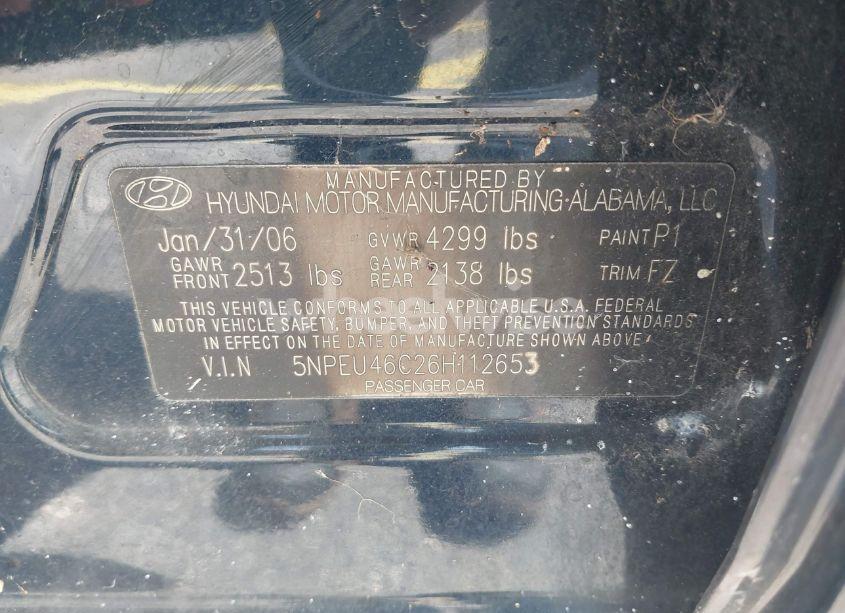 MANUFACTURED BY
HYUNDAI MOTOR MANUFACTURING ALABAMA, LLC
Jan/31/06 GVWR 4299 lbs PAINT P1
GAWR FRONT 2513 lbs GAWR REAR 2138 lbs TRIM FZ
THIS VEHICLE CONFORMS TO ALL APPLICABLE U.S.A. FEDERAL
MOTOR VEHICLE SAFETY, BUMPER, AND THEFT PREVENTION STANDARDS
IN EFFECT ON THE DATE OF MANUFACTURE SHOWN ABOVE.
V.I.N 5NPEU46C26H112653
PASSENGER CAR